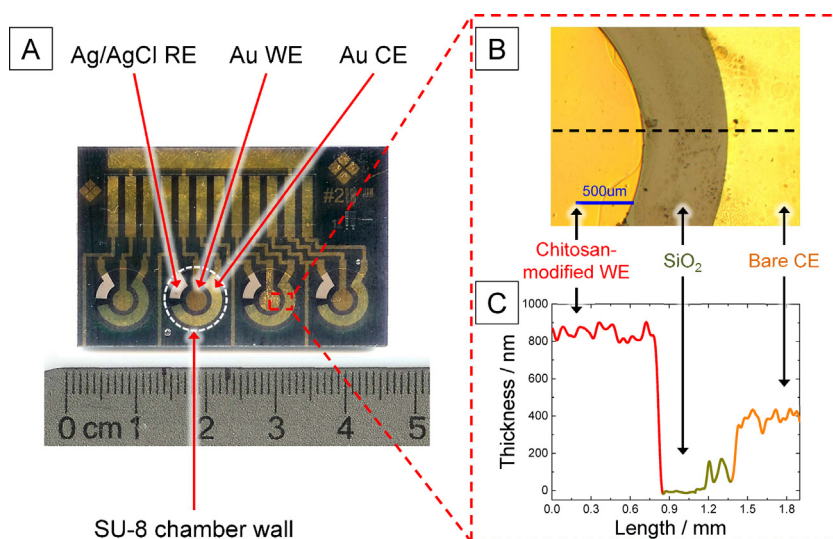 A
Ag/AgCl RE Au WE Au CE
#2
0 cm 1 2 3 4 5
SU-8 chamber wall
B
500um
Chitosan-
modified WE
SiO₂
Bare CE
C
Thickness / nm
800
600
400
200
0
0.0 0.3 0.6 0.9 1.2 1.5 1.8
Length / mm